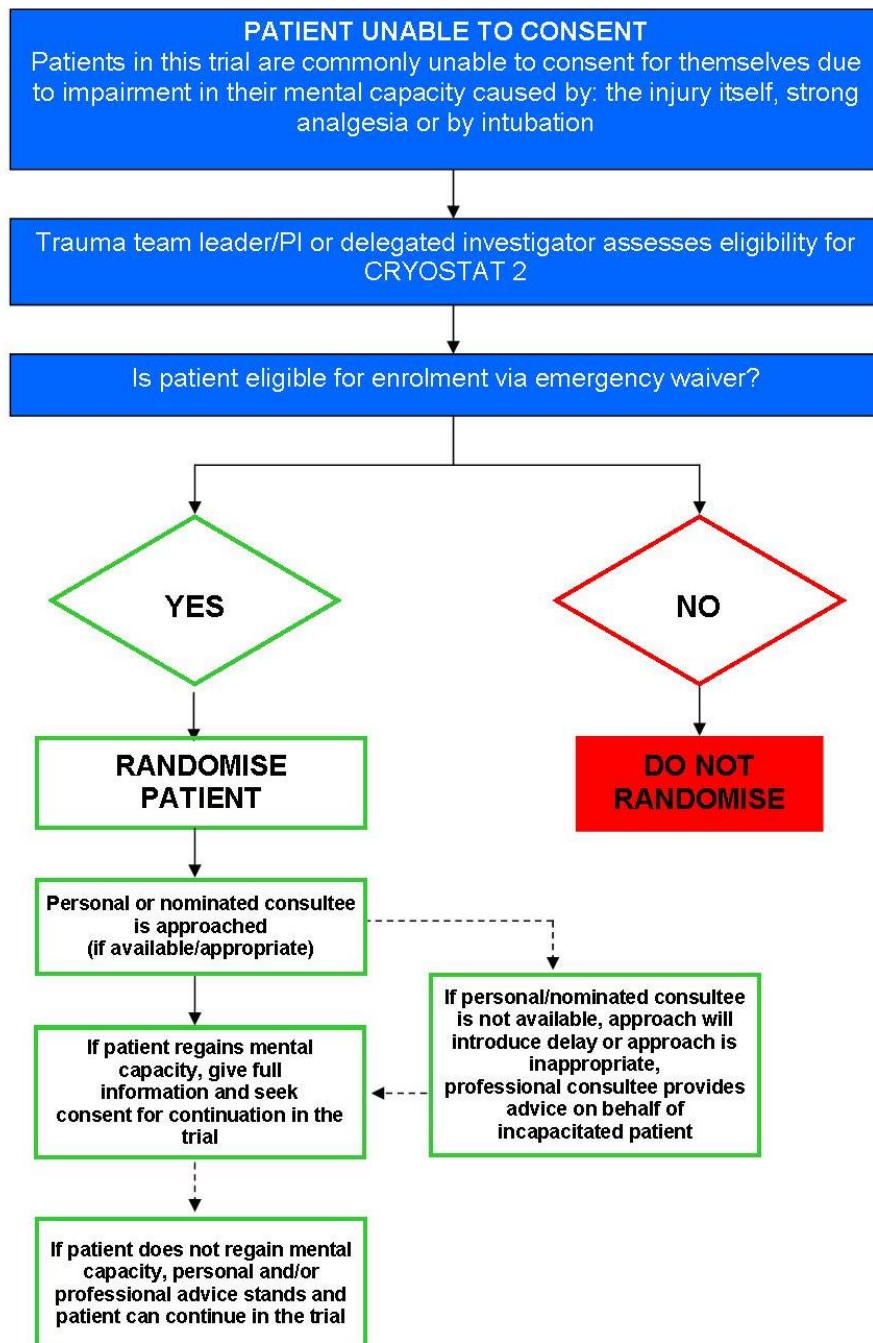 PATIENT UNABLE TO CONSENT
Patients in this trial are commonly unable to consent for themselves due
to impairment in their mental capacity caused by: the injury itself, strong
analgesia or by intubation
Trauma team leader/PI or delegated investigator assesses eligibility for
CRYOSTAT 2
Is patient eligible for enrolment via emergency waiver?
YES
NO
RANDOMISE
PATIENT
DO NOT
RANDOMISE
Personal or nominated consultee
is approached
(if available/appropriate)
If personal/nominated consultee
is not available, approach will
introduce delay or approach is
inappropriate,
professional consultee provides
advice on behalf of
incapacitated patient
If patient regains mental
capacity, give full
information and seek
consent for continuation in the
trial
If patient does not regain mental
capacity, personal and/or
professional advice stands and
patient can continue in the trial